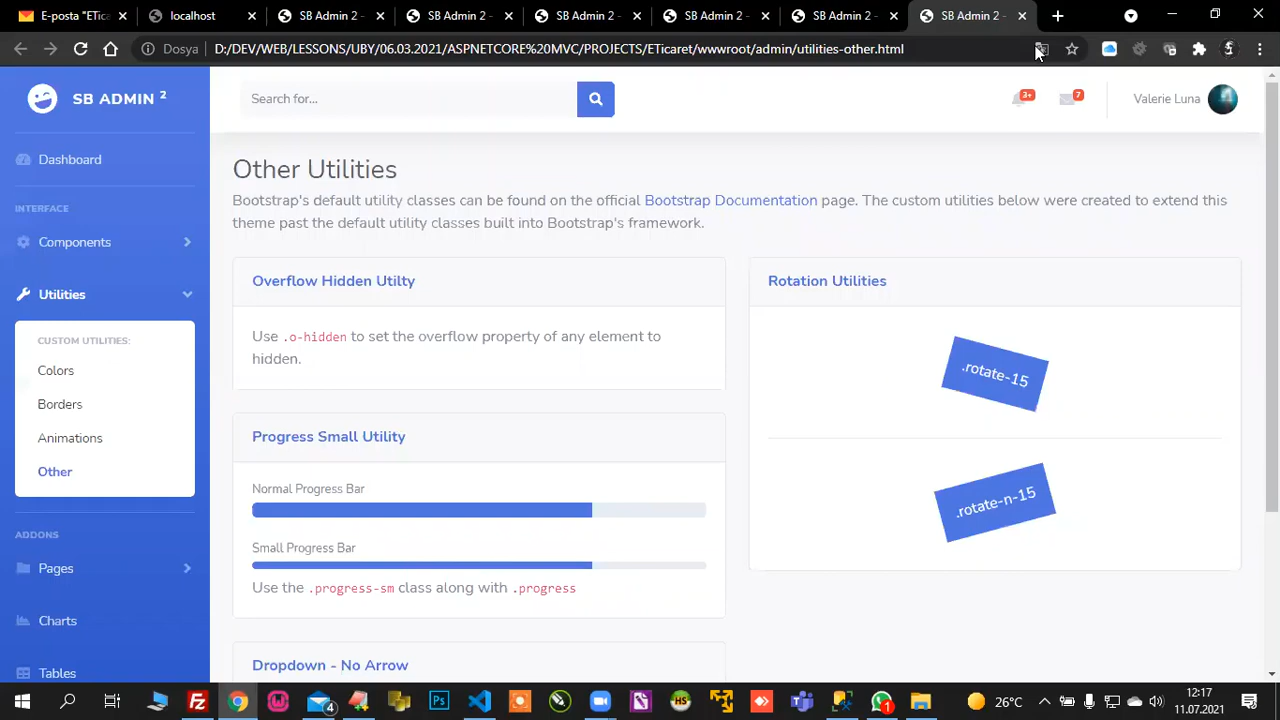 E-posta "ETica
localhost
SB Admin 2 -
SB Admin 2 -
SB Admin 2 -
SB Admin 2 -
SB Admin 2 -
SB Admin 2 -
Dosya
D:/DEV/WEB/LESSONS/UBY/06.03.2021/ASPNETCORE%20MVC/PROJECTS/ETicaret/wwwroot/admin/utilities-other.html
SB ADMIN 2
Search for...
3+
7
Valerie Luna
Dashboard
INTERFACE
Components
Utilities
CUSTOM UTILITIES:
Colors
Borders
Animations
Other
ADDONS
Pages
Charts
Tables
Other Utilities
Bootstrap's default utility classes can be found on the official Bootstrap Documentation page. The custom utilities below were created to extend this
theme past the default utility classes built into Bootstrap's framework.
Overflow Hidden Utilty
Use .o-hidden to set the overflow property of any element to
hidden.
Progress Small Utility
Normal Progress Bar
Small Progress Bar
Use the .progress-sm class along with .progress
Dropdown - No Arrow
Rotation Utilities
.rotate-15
.rotate-n-15
4
Ps
HS
1
26°C
12:17
11.07.2021